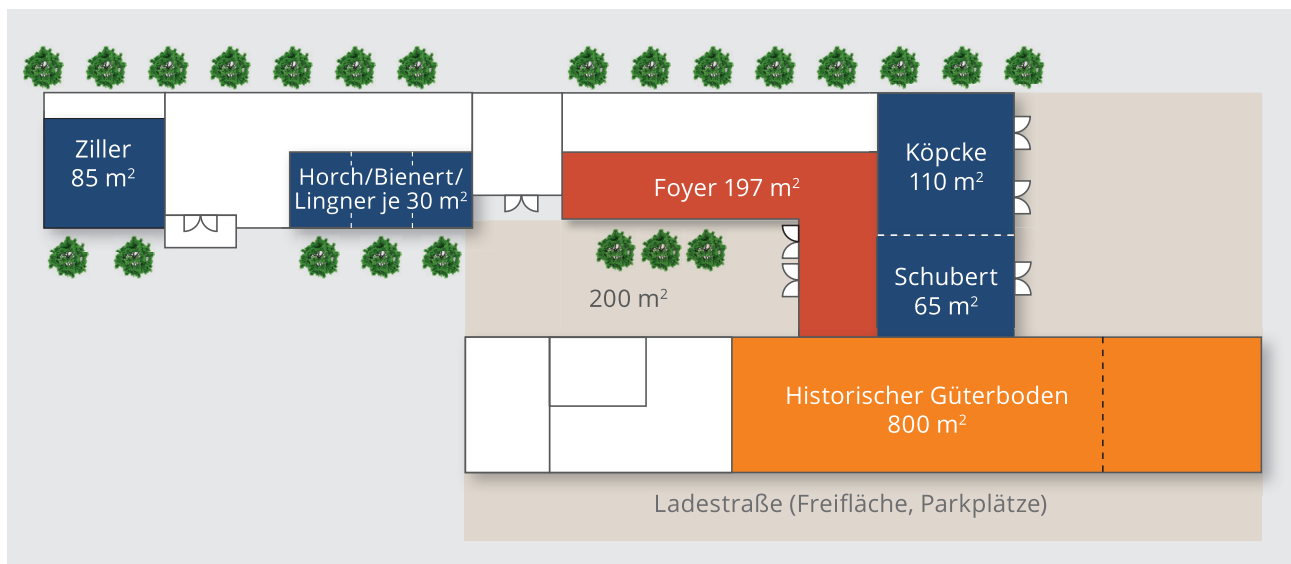 Ziller
85 m²
Horch/Bienert/
Lingner je 30 m²
Foyer 197 m²
Köpcke
110 m²
Schubert
65 m²
200 m²
Historischer Güterboden
800 m²
Ladestraße (Freifläche, Parkplätze)